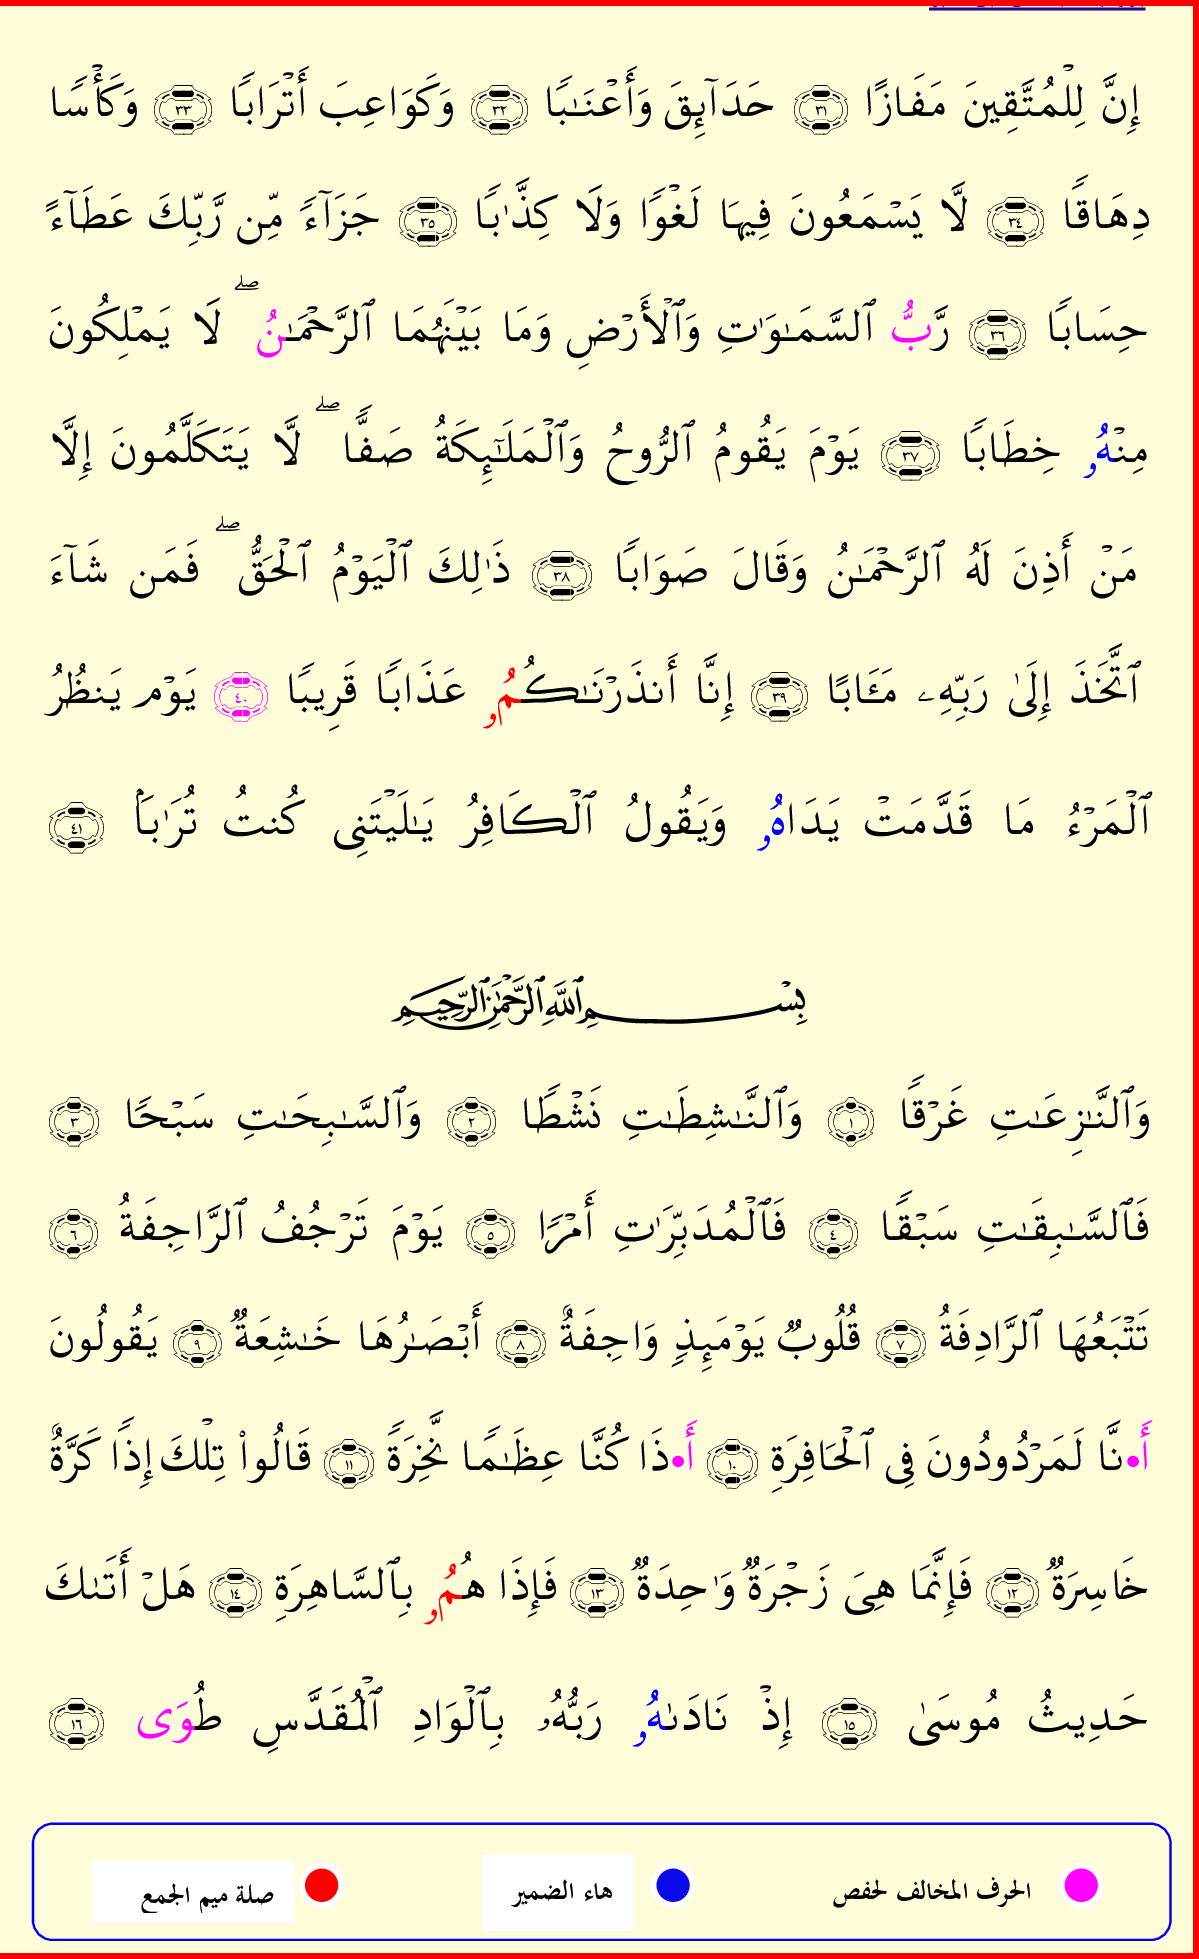 إِنَّ لِلْمُتَّقِينَ مَفَازًا ٣١ حَدَآئِقَ وَأَعْنَٰبًا ٣٢ وَكَوَاعِبَ أَتْرَابًا ٣٣ وَكَأْسًا
دِهَاقًا ٣٤ لَّا يَسْمَعُونَ فِيهَا لَغْوًا وَلَا كِذَّٰبًا ٣٥ جَزَآءً مِّن رَّبِّكَ عَطَآءً
حِسَابًا ٣٦ رَّبُّ ٱلسَّمَٰوَٰتِ وَٱلْأَرْضِ وَمَا بَيْنَهُمَا ٱلرَّحْمَٰنُ ۖ لَا يَمْلِكُونَ
مِنْهُۥ خِطَابًا ٣٧ يَوْمَ يَقُومُ ٱلرُّوحُ وَٱلْمَلَٰٓئِكَةُ صَفًّا ۖ لَّا يَتَكَلَّمُونَ إِلَّا
مَنْ أَذِنَ لَهُ ٱلرَّحْمَٰنُ وَقَالَ صَوَابًا ٣٨ ذَٰلِكَ ٱلْيَوْمُ ٱلْحَقُّ ۖ فَمَن شَآءَ
ٱتَّخَذَ إِلَىٰ رَبِّهِۦ مَـَٔابًا ٣٩ إِنَّا أَنذَرْنَٰكُمُۥ عَذَابًا قَرِيبًا ٤٠ يَوْم يَنظُرُ
ٱلْمَرْءُ مَا قَدَّمَتْ يَدَاهُۥ وَيَقُولُ ٱلْكَافِرُ يَٰلَيْتَنِى كُنتُ تُرَٰبَۢا ٤١
بِسْمِ ٱللَّهِ ٱلرَّحْمَٰنِ ٱلرَّحِيمِ
وَٱلنَّٰزِعَٰتِ غَرْقًا ١ وَٱلنَّٰشِطَٰتِ نَشْطًا ٢ وَٱلسَّٰبِحَٰتِ سَبْحًا ٣
فَٱلسَّٰبِقَٰتِ سَبْقًا ٤ فَٱلْمُدَبِّرَٰتِ أَمْرًا ٥ يَوْمَ تَرْجُفُ ٱلرَّاجِفَةُ ٦
تَتْبَعُهَا ٱلرَّادِفَةُ ٧ قُلُوبٌ يَوْمَئِذٍ وَاجِفَةٌ ٨ أَبْصَٰرُهَا خَٰشِعَةٌ ٩ يَقُولُونَ
أَ•نَّا لَمَرْدُودُونَ فِى ٱلْحَافِرَةِ ١٠ أَ•ذَا كُنَّا عِظَٰمًا نَّخِرَةً ١١ قَالُوا۟ تِلْكَ إِذًا كَرَّةٌ
خَاسِرَةٌ ١٢ فَإِنَّمَا هِىَ زَجْرَةٌ وَٰحِدَةٌ ١٣ فَإِذَا هُمُۥ بِٱلسَّاهِرَةِ ١٤ هَلْ أَتَىٰكَ
حَدِيثُ مُوسَىٰ ١٥ إِذْ نَادَىٰهُۥ رَبُّهُۥ بِٱلْوَادِ ٱلْمُقَدَّسِ طُوَى ١٦
الحرف المخالف لحفص هاء الضمير صلة ميم الجمع